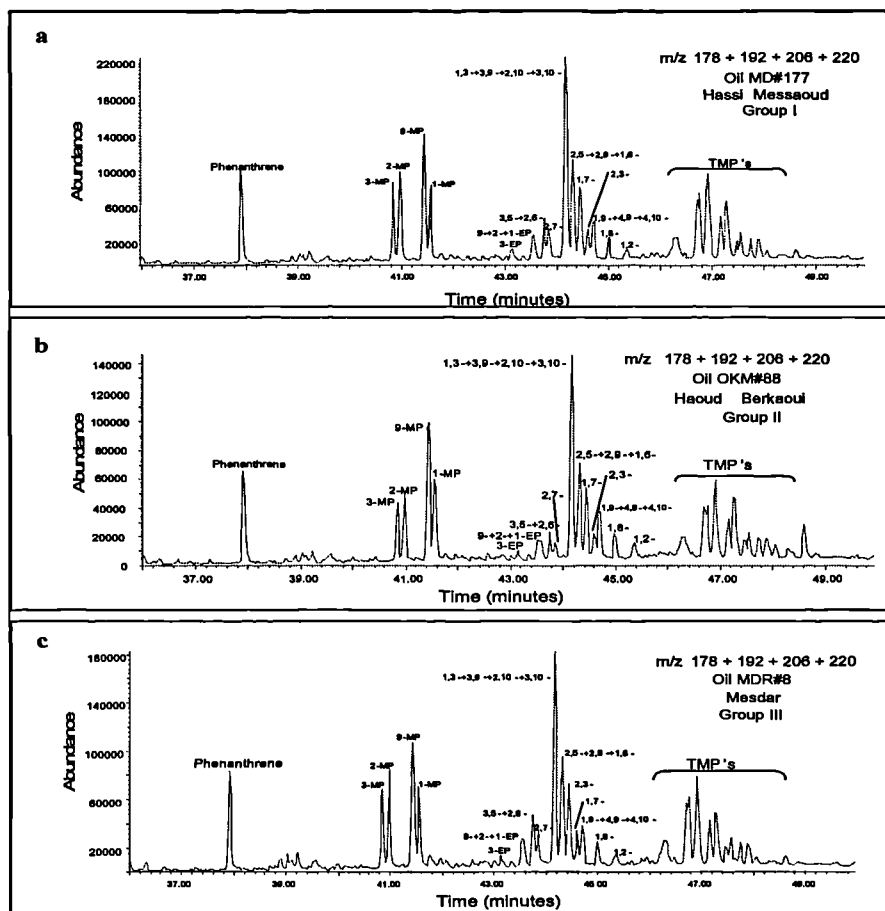 a
m/z 178 + 192 + 206 + 220
Oil MD#177
Hassi Messaoud
Group I
Abundance
220000
180000
140000
100000
60000
20000
Phenanthrene
3-MP
2-MP
9-MP
1-MP
9-+2-+1-EP
3-EP
3,5-+2,6-
2,7-
1,3-+3,9-+2,10-+3,10-
2,5-+2,9-+1,6-
1,7-
2,3-
1,9-+4,9-+4,10-
1,8-
1,2-
TMP's
37.00 39.00 41.00 43.00 45.00 47.00 49.00
Time (minutes)
b
m/z 178 + 192 + 206 + 220
Oil OKM#88
Haoud Berkaoui
Group II
Abundance
140000
120000
100000
80000
60000
40000
20000
0
Phenanthrene
3-MP
2-MP
9-MP
1-MP
9-+2-+1-EP
3-EP
3,5-+2,6-
2,7-
1,3-+3,9-+2,10-+3,10-
2,5-+2,9-+1,6-
1,7-
2,3-
1,9-+4,9-+4,10-
1,8-
1,2-
TMP's
37.00 39.00 41.00 43.00 45.00 47.00 49.00
Time (minutes)
c
m/z 178 + 192 + 206 + 220
Oil MDR#8
Mesdar
Group III
Abundance
180000
140000
100000
60000
20000
Phenanthrene
3-MP
2-MP
9-MP
1-MP
9-+2-+1-EP
3-EP
3,5-+2,6-
2,7-
1,3-+3,9-+2,10-+3,10-
2,5-+2,9-+1,6-
2,3-
1,7-
1,9-+4,9-+4,10-
1,8-
1,2-
TMP's
37.00 39.00 41.00 43.00 45.00 47.00 49.00
Time (minutes)